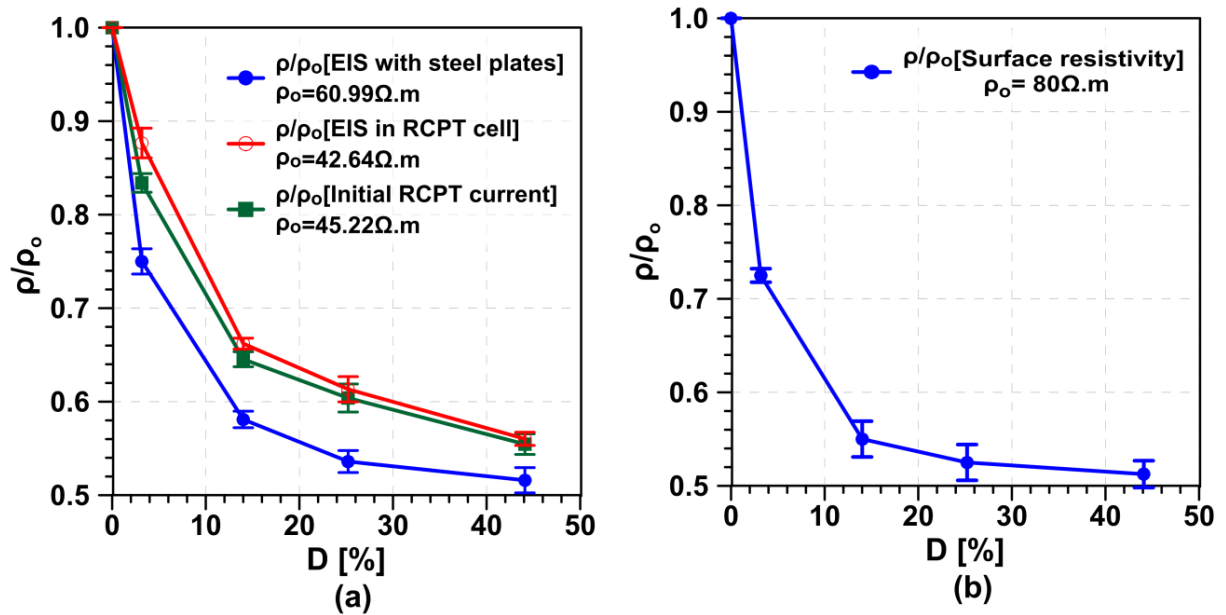 1.0
0.9
0.8
0.7
0.6
0.5
ρ/ρo
0 10 20 30 40 50
D [%]
(a)
ρ/ρo[EIS with steel plates]
ρo=60.99Ω.m
ρ/ρo[EIS in RCPT cell]
ρo=42.64Ω.m
ρ/ρo[Initial RCPT current]
ρo=45.22Ω.m
1.0
0.9
0.8
0.7
0.6
0.5
ρ/ρo
0 10 20 30 40 50
D [%]
(b)
ρ/ρo[Surface resistivity]
ρo= 80Ω.m